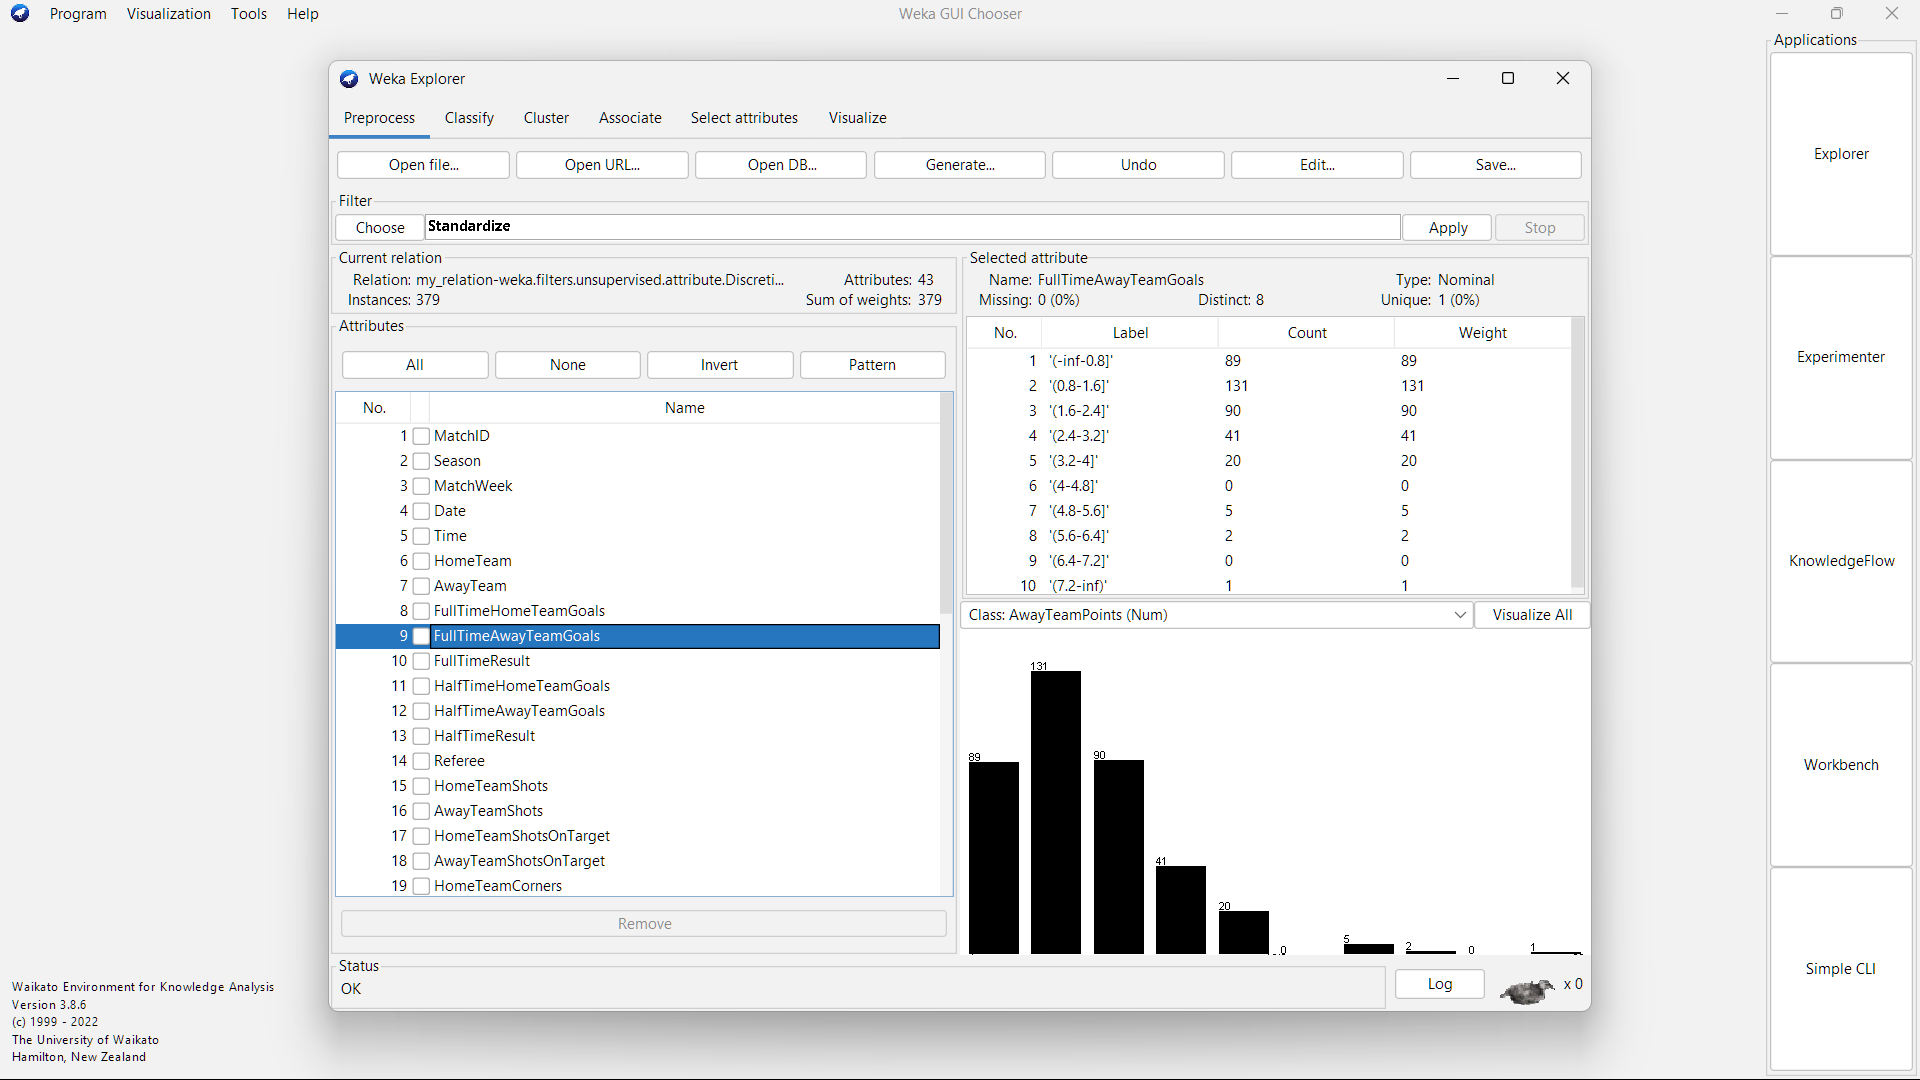 Program Visualization Tools Help Weka GUI Chooser
Applications
Explorer
Experimenter
KnowledgeFlow
Workbench
Simple CLI
Weka Explorer
Preprocess Classify Cluster Associate Select attributes Visualize
Open file... Open URL... Open DB... Generate... Undo Edit... Save...
Filter
Choose Standardize Apply Stop
Current relation
Relation: my_relation-weka.filters.unsupervised.attribute.Discreti... Attributes: 43
Instances: 379 Sum of weights: 379
Attributes
All None Invert Pattern
No. Name
1 MatchID
2 Season
3 MatchWeek
4 Date
5 Time
6 HomeTeam
7 AwayTeam
8 FullTimeHomeTeamGoals
9 FullTimeAwayTeamGoals
10 FullTimeResult
11 HalfTimeHomeTeamGoals
12 HalfTimeAwayTeamGoals
13 HalfTimeResult
14 Referee
15 HomeTeamShots
16 AwayTeamShots
17 HomeTeamShotsOnTarget
18 AwayTeamShotsOnTarget
19 HomeTeamCorners
Remove
Selected attribute
Name: FullTimeAwayTeamGoals Type: Nominal
Missing: 0 (0%) Distinct: 8 Unique: 1 (0%)
No. Label Count Weight
1 '(-inf-0.8]' 89 89
2 '(0.8-1.6]' 131 131
3 '(1.6-2.4]' 90 90
4 '(2.4-3.2]' 41 41
5 '(3.2-4]' 20 20
6 '(4-4.8]' 0 0
7 '(4.8-5.6]' 5 5
8 '(5.6-6.4]' 2 2
9 '(6.4-7.2]' 0 0
10 '(7.2-inf)' 1 1
Class: AwayTeamPoints (Num) Visualize All
89 131 90 41 20 0 5 2 0 1
Status
OK
Log x 0
Waikato Environment for Knowledge Analysis
Version 3.8.6
(c) 1999 - 2022
The University of Waikato
Hamilton, New Zealand